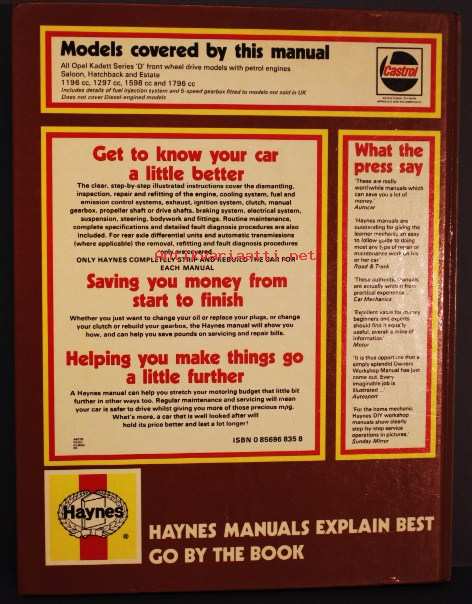 Models covered by this manual
All Opel Kadett Series 'D' front wheel drive models with petrol engines
Saloon, Hatchback and Estate
1196 cc, 1297 cc, 1598 cc and 1796 cc
Includes details of fuel injection system and 5-speed gearbox fitted to models not sold in UK
Does not cover Diesel-engined models
Castrol
Get to know your car
a little better
The clear, step-by-step illustrated instructions cover the dismantling,
inspection, repair and refitting of the engine, cooling system, fuel and
emission control systems, exhaust, ignition system, clutch, manual
gearbox, propeller shaft or drive shafts, braking system, electrical system,
suspension, steering, bodywork and fittings. Routine maintenance,
complete specifications and detailed fault diagnosis procedures are also
included. For rear axle differential units and automatic transmissions
(where applicable) the removal, refitting and fault diagnosis procedures
only are covered.
ONLY HAYNES COMPLETELY STRIP AND REBUILD THE CAR FOR
EACH MANUAL
Antikvariaatti.net
Saving you money from
start to finish
Whether you just want to change your oil or replace your plugs, or change
your clutch or rebuild your gearbox, the Haynes manual will show you
how, and can help you save pounds on servicing and repair bills.
Helping you make things go
a little further
A Haynes manual can help you stretch your motoring budget that little bit
further in other ways too. Regular maintenance and servicing will mean
your car is safer to drive whilst giving you more of those precious mpg.
What's more, a car that is well looked after will
hold its price better and last a lot longer!
ISBN 0 85696 835 8
What the
press say
'These are really
worthwhile manuals which
can save you a lot of
money.'
Autocar
'Haynes manuals are
outstanding for giving the
learner mechanic an easy
to follow guide to doing
most any type of repair or
maintenance work on his
or her car'
Road & Track
'These authentic manuals
are actually written from
practical experience...'
Car Mechanics
'Excellent value for money
beginners and experts
should find it equally
useful, overall a mine of
information.'
Motor
'It is thus opportune that a
simply splendid Owners
Workshop Manual has just
come out. Every
imaginable job is
illustrated...'
Autosport
'For the home mechanic
Haynes DIY workshop
manuals show clearly
step by step service
operations in pictures.'
Sunday Mirror
Haynes
®
HAYNES MANUALS EXPLAIN BEST
GO BY THE BOOK